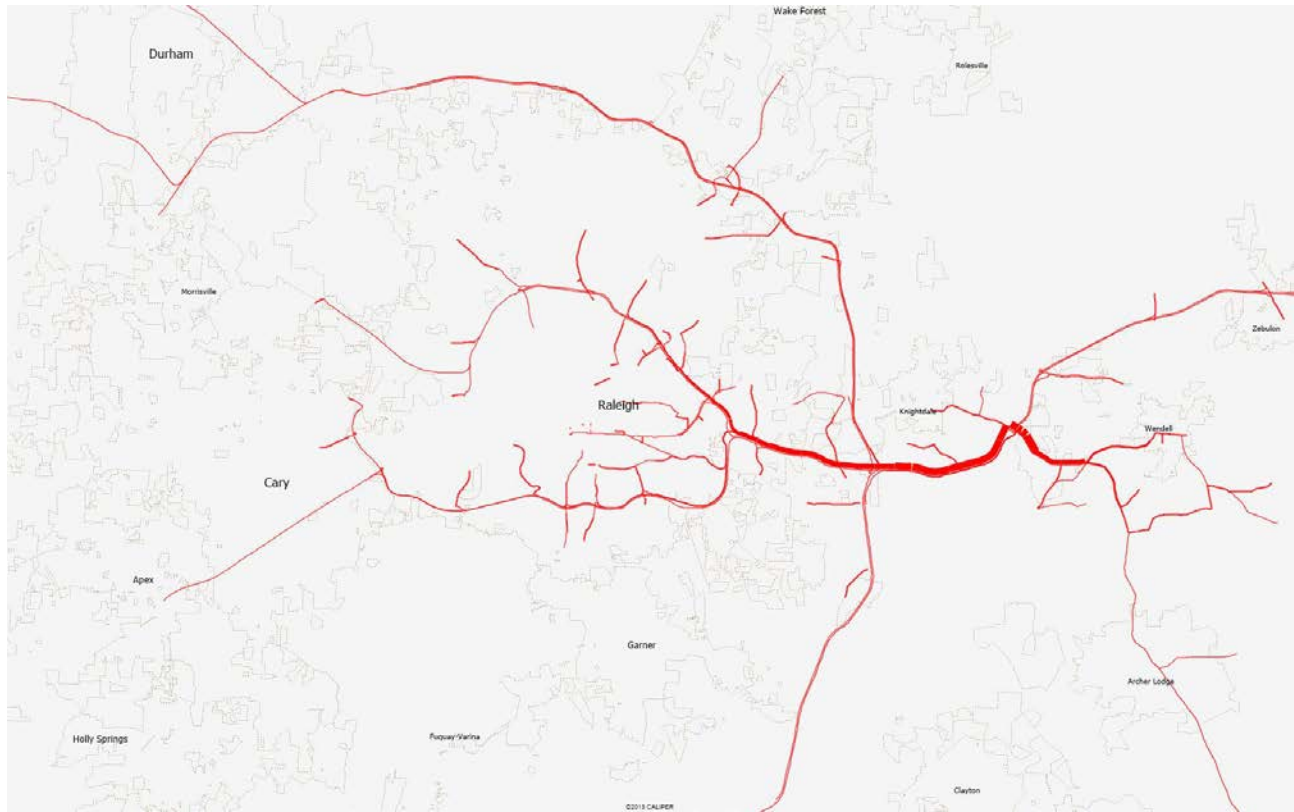 Wake Forest
Durham
Rolesville
Morrisville
Zebulon
Raleigh
Knightdale
Wendell
Cary
Apex
Garner
Archer Lodge
Holly Springs
Fuquay-Varina
Clayton
©2018 CALIPER